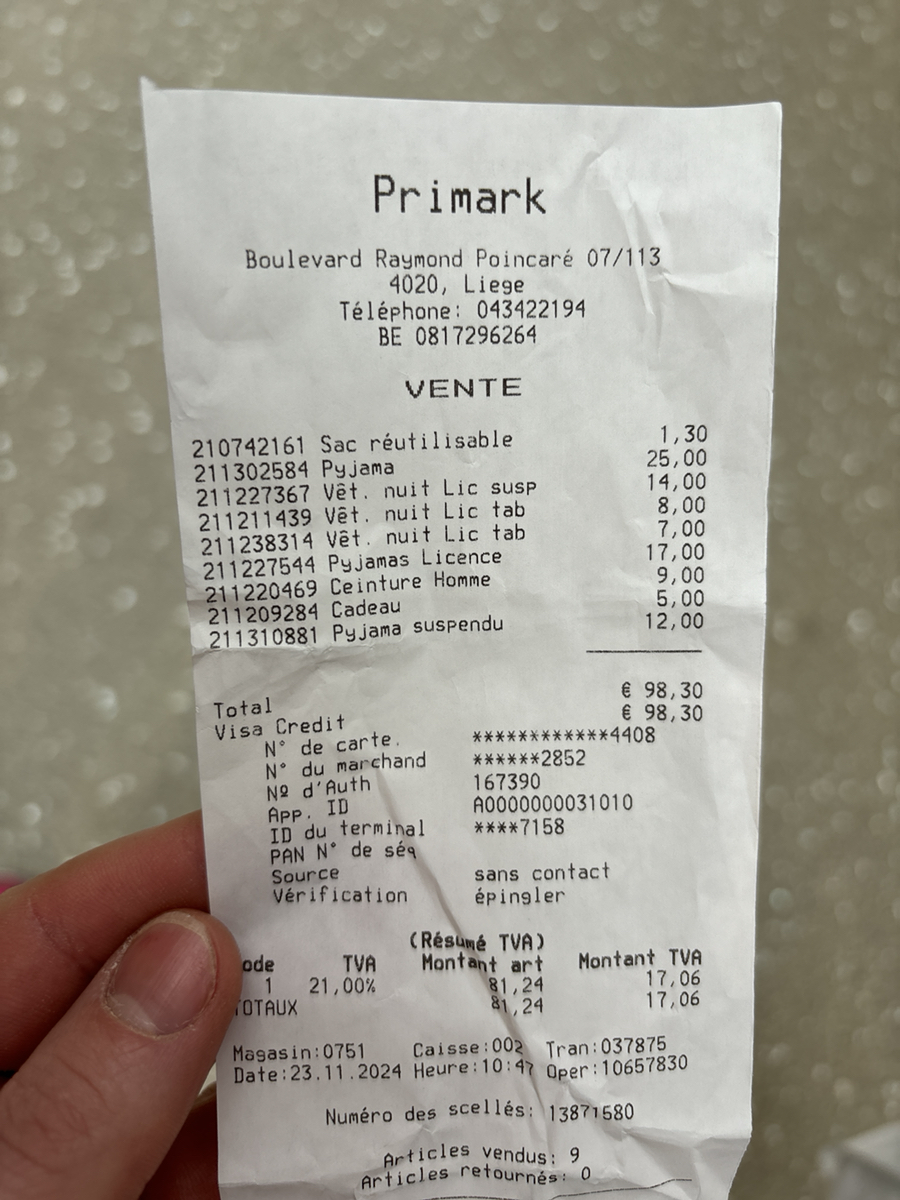 Primark
Boulevard Raymond Poincaré 07/113
4020, Liege
Téléphone: 043422194
BE 0817296264
VENTE
210742161 Sac réutilisable 1,30
211302584 Pyjama 25,00
211227367 Vêt. nuit Lic susp 14,00
211211439 Vêt. nuit Lic tab 8,00
211238314 Vêt. nuit Lic tab 7,00
211227544 Pyjamas Licence 17,00
211220469 Ceinture Homme 9,00
211209284 Cadeau 5,00
211310881 Pyjama suspendu 12,00
Total € 98,30
Visa Credit € 98,30
N° de carte. ************4408
N° du marchand ******2852
Nº d'Auth 167390
App. ID A0000000031010
ID du terminal ****7158
PAN N° de séq
Source sans contact
Vérification épingler
(Résumé TVA)
ode TVA Montant art Montant TVA
1 21,00% 81,24 17,06
TOTAUX 81,24 17,06
Magasin:0751 Caisse:002 Tran:037875
Date:23.11.2024 Heure:10:47 Oper:10657830
Numéro des scellés: 13871580
Articles vendus: 9
Articles retournés: 0